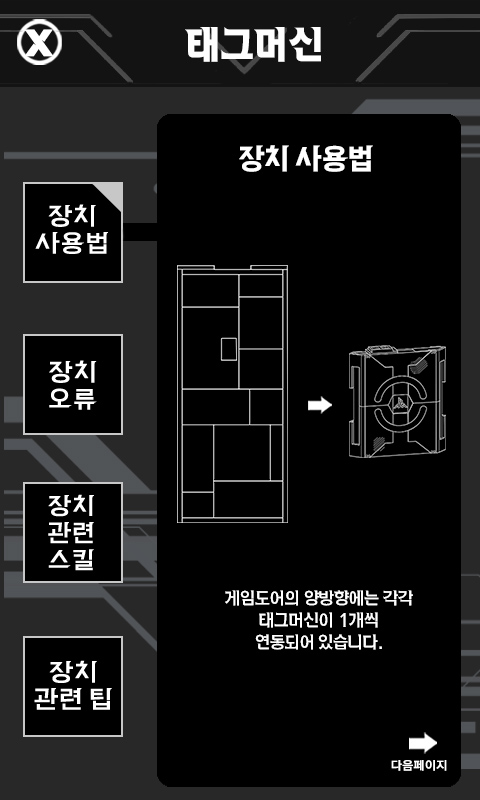 X
태그머신
장치 사용법
장치
사용법
장치
오류
장치
관련
스킬
장치
관련 팁
게임도어의 양방향에는 각각
태그머신이 1개씩
연동되어 있습니다.
다음페이지